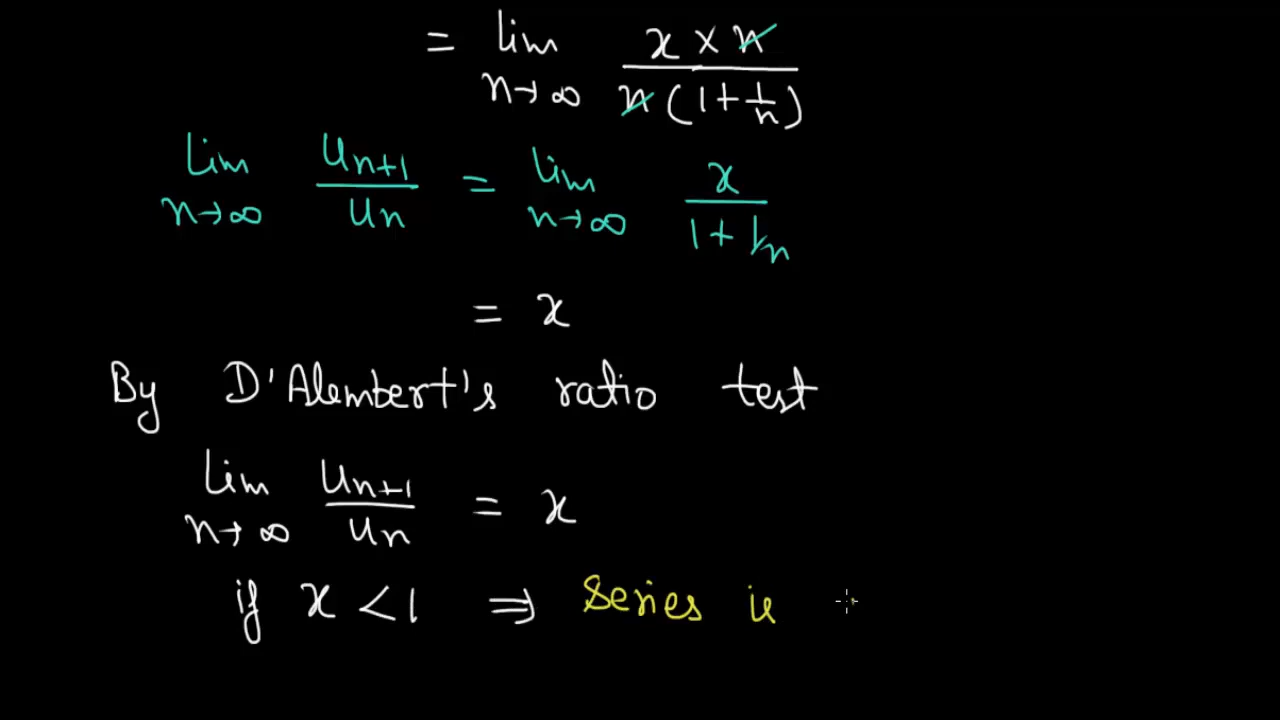 = lim n→∞ x × n / n (1 + 1/n)
lim n→∞ Un+1 / Un = lim n→∞ x / 1 + 1/n
= x
By D'Alembert's ratio test
lim n→∞ Un+1 / Un = x
if x < 1 ⇒ Series is